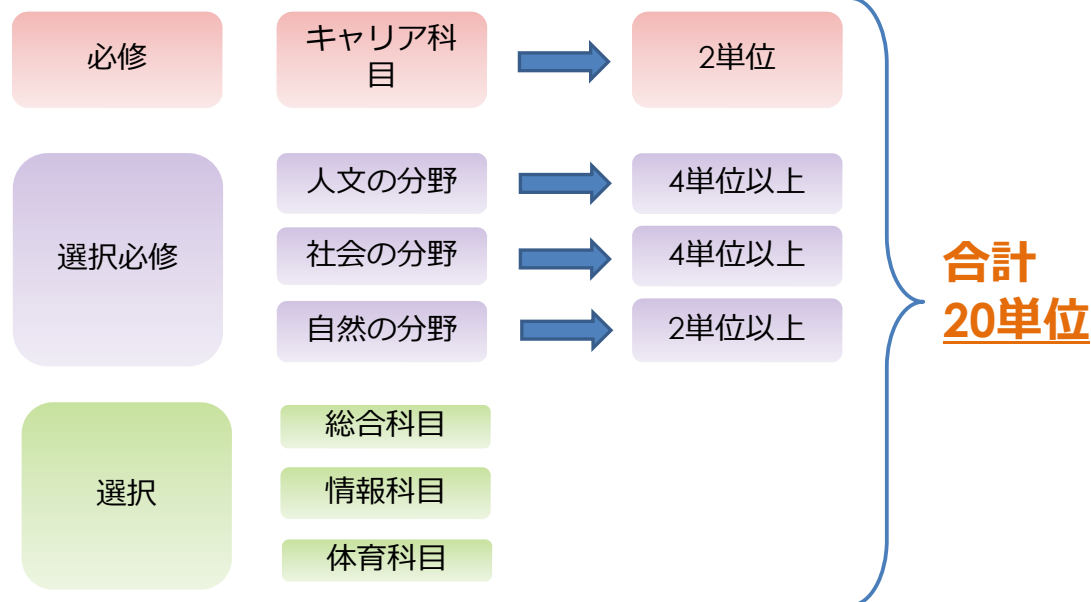 必修
キャリア科
目
2単位
選択必修
人文の分野
4単位以上
社会の分野
4単位以上
自然の分野
2単位以上
選択
総合科目
情報科目
体育科目
合計
20単位